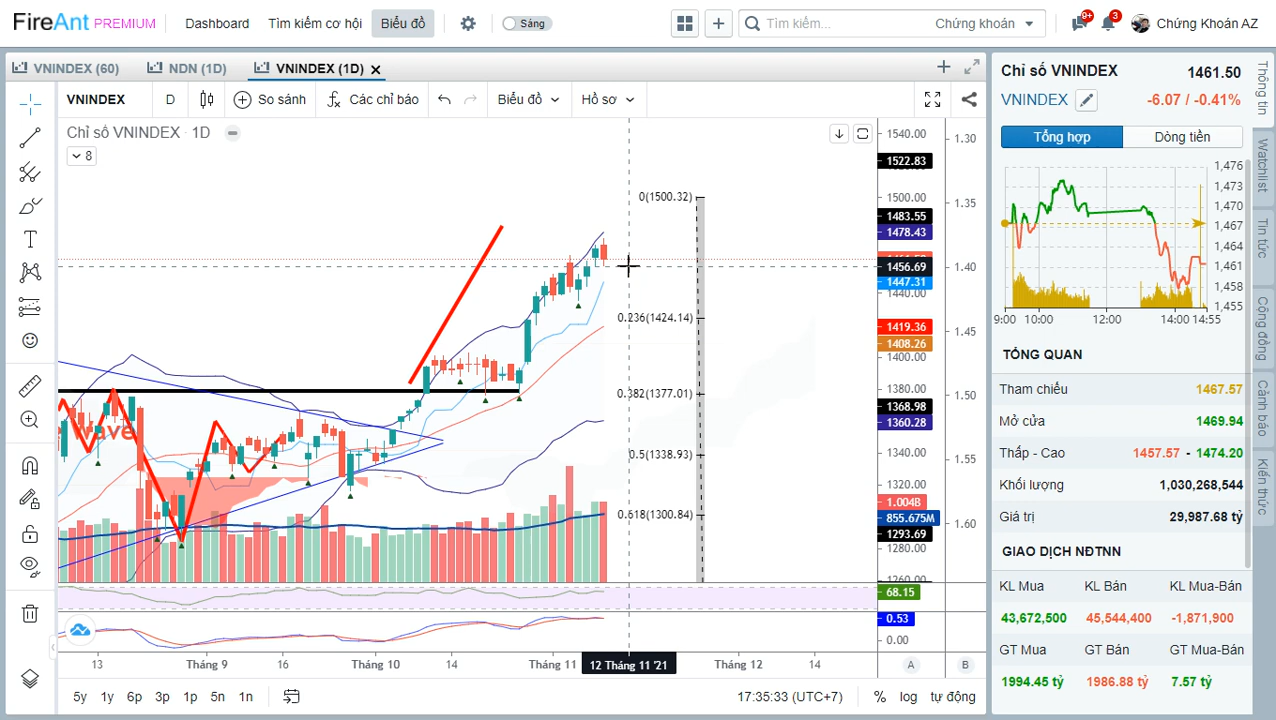 FireAnt PREMIUM Dashboard Tìm kiếm cơ hội Biểu đồ Sáng Tìm kiếm... Chứng khoán 9+ 3 Chứng Khoán AZ
VNINDEX (60) NDN (1D) VNINDEX (1D)
VNINDEX D So sánh Các chỉ báo Biểu đồ Hồ sơ
Chỉ số VNINDEX · 1D
8
0(1500.32)
0.236(1424.14)
0.382(1377.01)
0.5(1338.93)
0.618(1300.84)
Wave
1540.00
1522.83
1500.00
1483.55
1478.43
1456.69
1447.31
1440.00
1419.36
1408.26
1400.00
1380.00
1368.98
1360.28
1340.00
1320.00
1.004B
855.675M
1293.69
1280.00
1260.00
68.15
0.53
0.00
1.30
1.35
1.40
1.45
1.50
1.55
1.60
13 Tháng 9 16 Tháng 10 14 Tháng 11 12 Tháng 11 '21 Tháng 12 14 A B
5y 1y 6p 3p 1p 5n 1n 17:35:33 (UTC+7) % log tự động
Chỉ số VNINDEX 1461.50
VNINDEX -6.07 / -0.41%
Tổng hợp Dòng tiền
1,476
1,473
1,470
1,467
1,464
1,461
1,458
1,455
9:00 10:00 12:00 14:00 14:55
TỔNG QUAN
Tham chiếu 1467.57
Mở cửa 1469.94
Thấp - Cao 1457.57 - 1474.20
Khối lượng 1,030,268,544
Giá trị 29,987.68 tỷ
GIAO DỊCH NĐTNN
KL Mua KL Bán KL Mua-Bán
43,672,500 45,544,400 -1,871,900
GT Mua GT Bán GT Mua-Bán
1994.45 tỷ 1986.88 tỷ 7.57 tỷ
Thông tin
Watchlist
Tin tức
Cộng đồng
Cảnh báo
Kiến thức